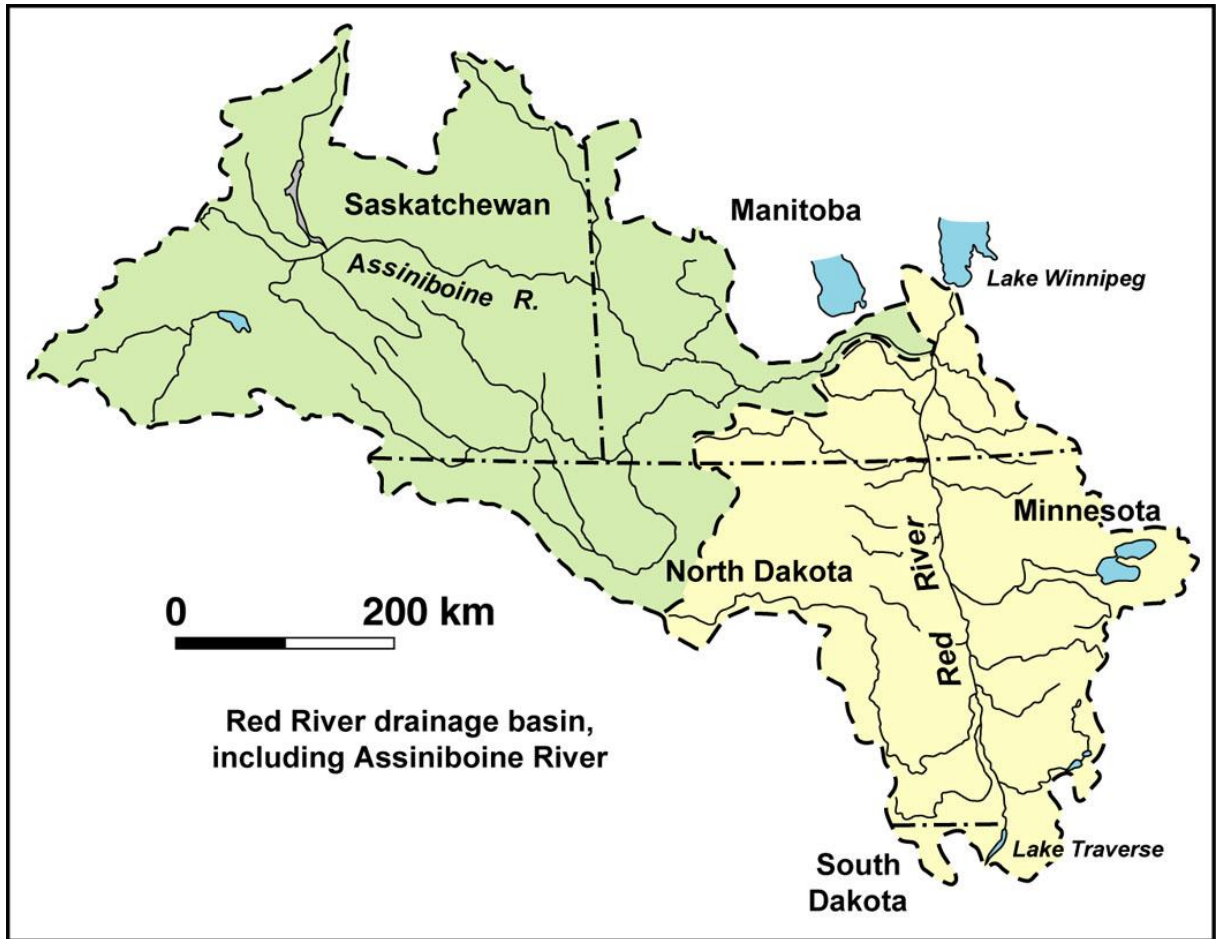 Saskatchewan
Manitoba
Assiniboine R.
Lake Winnipeg
Minnesota
North Dakota
Red River
0 200 km
Red River drainage basin,
including Assiniboine River
Lake Traverse
South
Dakota